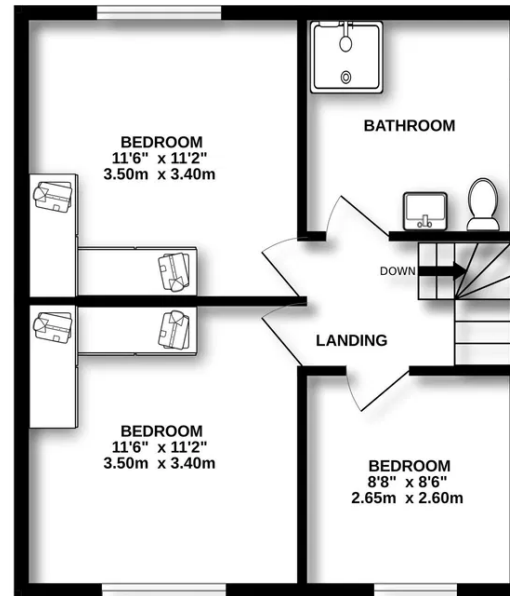 BEDROOM
11'6" x 11'2"
3.50m x 3.40m
BATHROOM
DOWN
LANDING
BEDROOM
11'6" x 11'2"
3.50m x 3.40m
BEDROOM
8'8" x 8'6"
2.65m x 2.60m